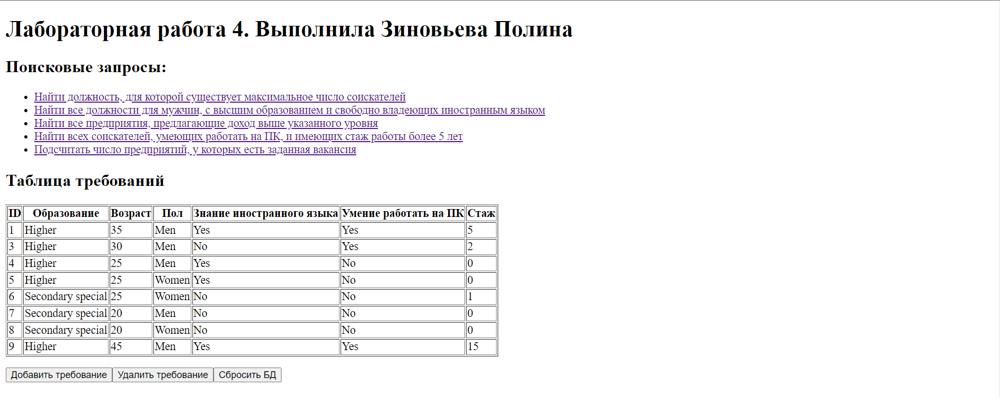 Лабораторная работа 4. Выполнила Зиновьева Полина
Поисковые запросы:
Найти должность, для которой существует максимальное число соискателей
Найти все должности для мужчин, с высшим образованием и свободно владеющих иностранным языком
Найти все предприятия, предлагающие доход выше указанного уровня
Найти всех соискателей, умеющих работать на ПК, и имеющих стаж работы более 5 лет
Подсчитать число предприятий, у которых есть заданная вакансия
Таблица требований
ID Образование Возраст Пол Знание иностранного языка Умение работать на ПК Стаж
1 Higher 35 Men Yes Yes 5
3 Higher 30 Men No Yes 2
4 Higher 25 Men Yes No 0
5 Higher 25 Women Yes No 0
6 Secondary special 25 Women No No 1
7 Secondary special 20 Men No No 0
8 Secondary special 20 Women No No 0
9 Higher 45 Men Yes Yes 15
Добавить требование Удалить требование Сбросить БД